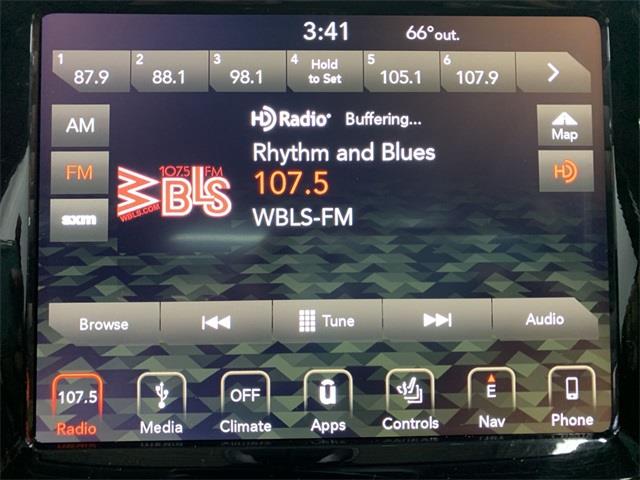 3:41 66°out.
1 87.9 2 88.1 3 98.1 4 Hold to Set 5 105.1 6 107.9
AM HD Radio Buffering... Map
Rhythm and Blues
FM 107.5 HD
107.5 FM
WBLS
WBLS.COM
sxm WBLS-FM
Browse Tune Audio
107.5 OFF E
Radio Media Climate Apps Controls Nav Phone